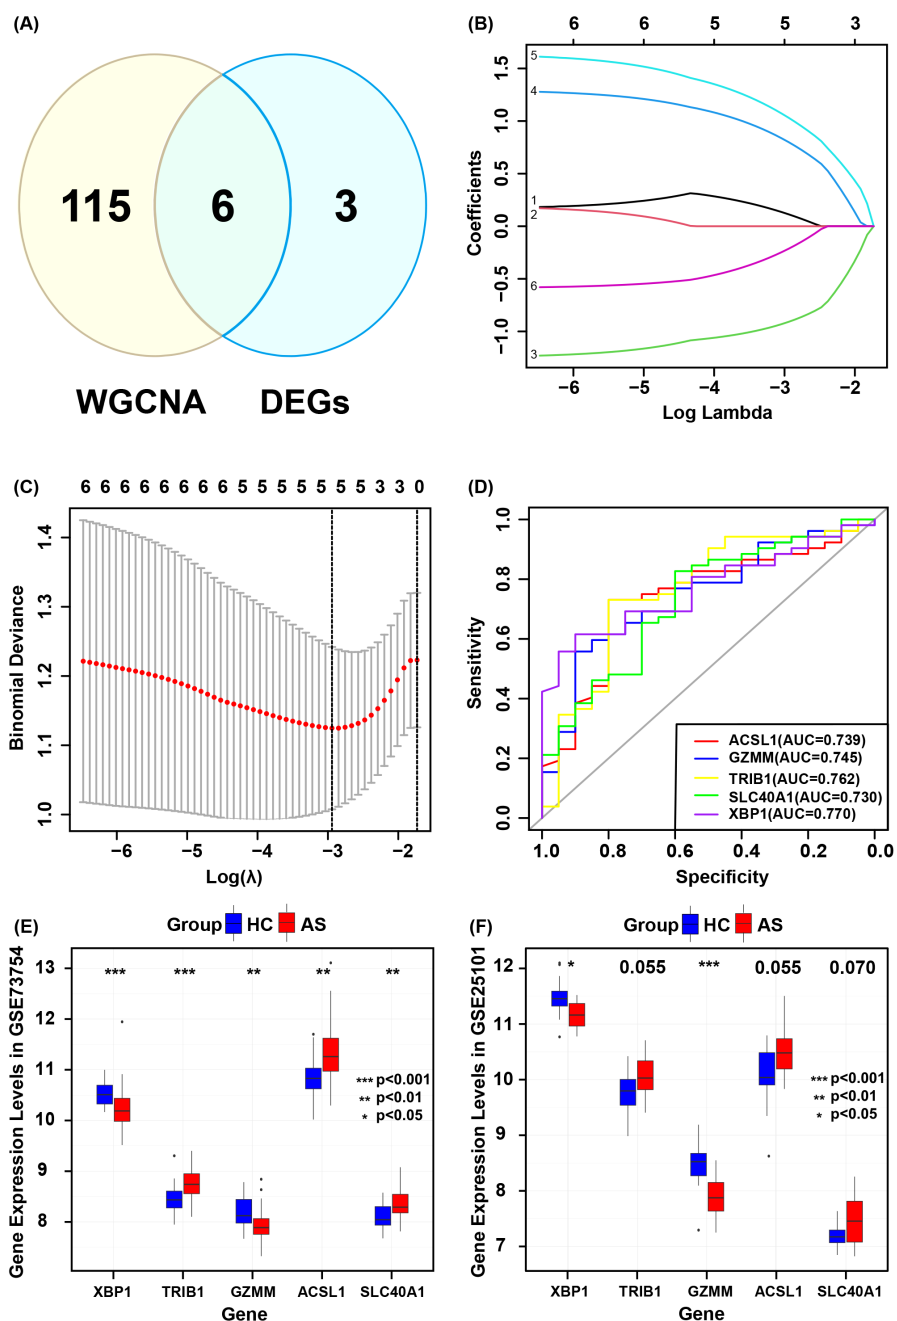 (A)
115 6 3
WGCNA DEGs
(B)
6 6 5 5 3
Coefficients
1.5
1.0
0.5
0.0
−0.5
−1.0
5
4
1
2
6
3
−6 −5 −4 −3 −2
Log Lambda
(C)
6 6 6 6 6 6 6 6 5 5 5 5 5 5 5 3 3 0
Binomial Deviance
1.4
1.3
1.2
1.1
1.0
−6 −5 −4 −3 −2
Log(λ)
(D)
Sensitivity
1.0
0.8
0.6
0.4
0.2
0.0
ACSL1(AUC=0.739)
GZMM(AUC=0.745)
TRIB1(AUC=0.762)
SLC40A1(AUC=0.730)
XBP1(AUC=0.770)
1.0 0.8 0.6 0.4 0.2 0.0
Specificity
(E)
Group HC AS
Gene Expression Levels in GSE73754
13
12
11
10
9
8
*** *** ** ** **
*** p<0.001
** p<0.01
* p<0.05
XBP1 TRIB1 GZMM ACSL1 SLC40A1
Gene
(F)
Group HC AS
Gene Expression Levels in GSE25101
12
11
10
9
8
7
* 0.055 *** 0.055 0.070
*** p<0.001
** p<0.01
* p<0.05
XBP1 TRIB1 GZMM ACSL1 SLC40A1
Gene